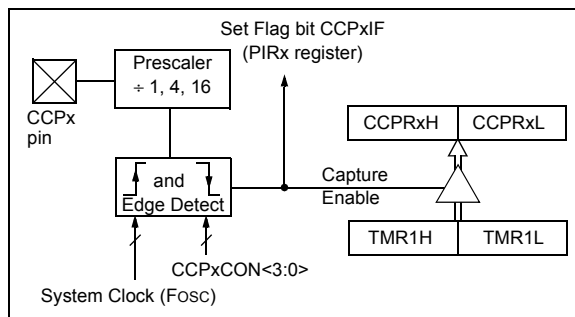 Set Flag bit CCPxIF
(PIRx register)
Prescaler
÷ 1, 4, 16
CCPx
pin
CCPRxH
CCPRxL
and
Edge Detect
Capture
Enable
TMR1H
TMR1L
CCPxCON<3:0>
System Clock (FOSC)